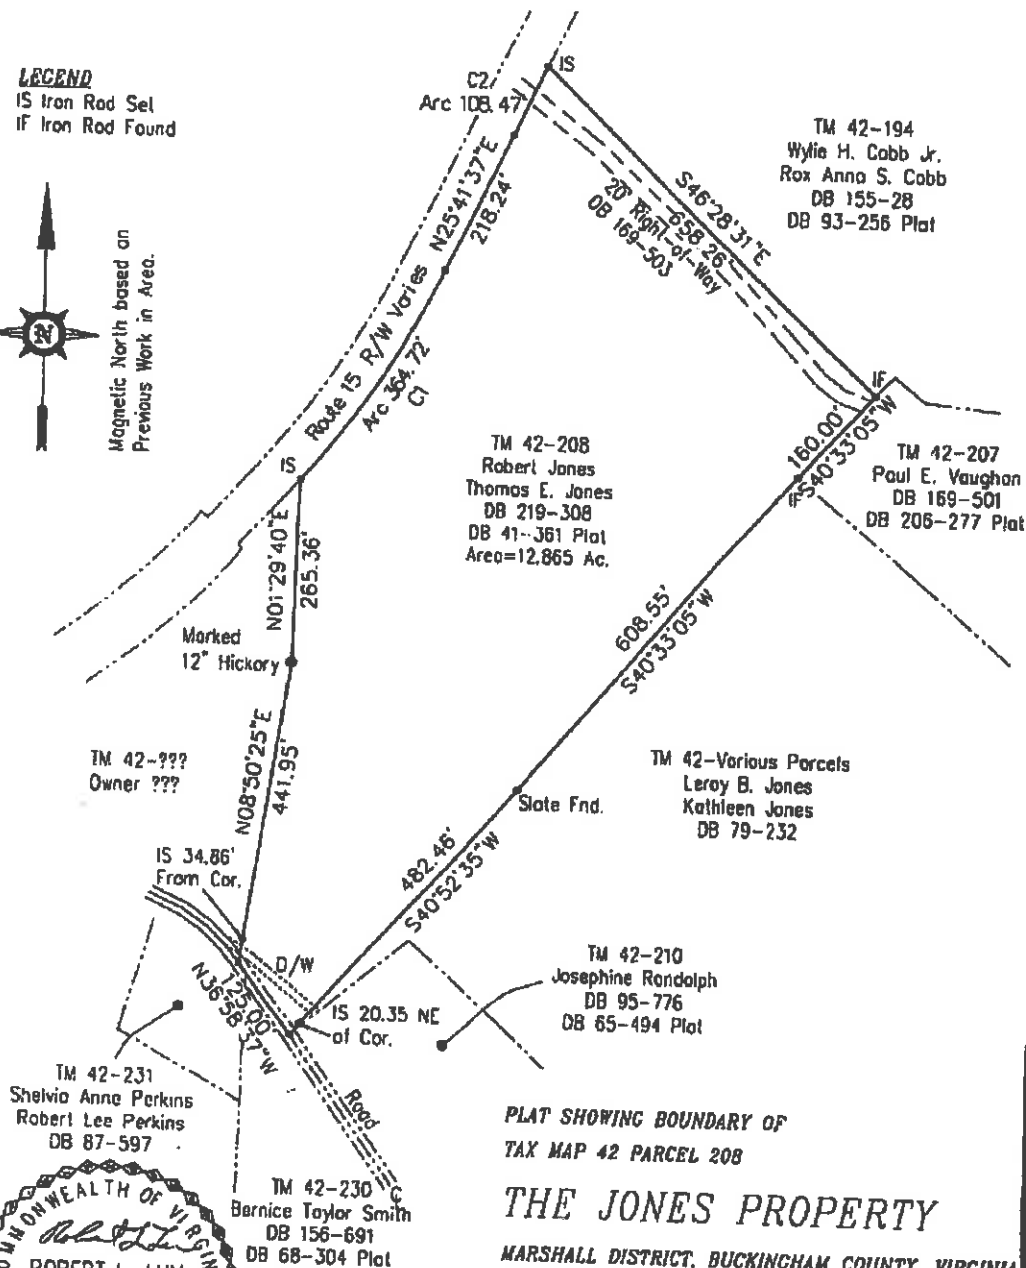 LEGEND
IS Iron Rod Set
IF Iron Rod Found
N
Magnetic North based on
Previous Work in Area.
C2
Arc 108.47
IS
N25°41'37"E
218.24'
Route 15 R/W Varies
Arc 364.72'
C1
S46°28'31"E
658.26'
20' Right-of-Way
DB 169-503
TM 42-194
Wylie H. Cobb Jr.
Rox Anna S. Cobb
DB 155-28
DB 93-256 Plat
IF
160.00'
S40°33'05"W
IF
TM 42-207
Paul E. Vaughan
DB 169-501
DB 206-277 Plat
TM 42-208
Robert Jones
Thomas E. Jones
DB 219-308
DB 41-361 Plat
Area=12.865 Ac.
IS
N01°29'40"E
265.36'
Marked
12" Hickory
608.55'
S40°33'05"W
TM 42-???
Owner ???
N08°50'25"E
441.95'
TM 42-Various Parcels
Leroy B. Jones
Kathleen Jones
DB 79-232
Slate Fnd.
482.46'
S40°52'35"W
IS 34.86'
From Cor.
D/W
125.00'
N36°58'37"W
IS 20.35 NE
of Cor.
TM 42-210
Josephine Randolph
DB 95-776
DB 65-494 Plat
Road
TM 42-231
Shelvia Anne Perkins
Robert Lee Perkins
DB 87-597
TM 42-230
Bernice Taylor Smith
DB 156-691
DB 68-304 Plat
PLAT SHOWING BOUNDARY OF
TAX MAP 42 PARCEL 208
THE JONES PROPERTY
MARSHALL DISTRICT, BUCKINGHAM COUNTY, VIRGINIA
COMMONWEALTH OF VIRGIN